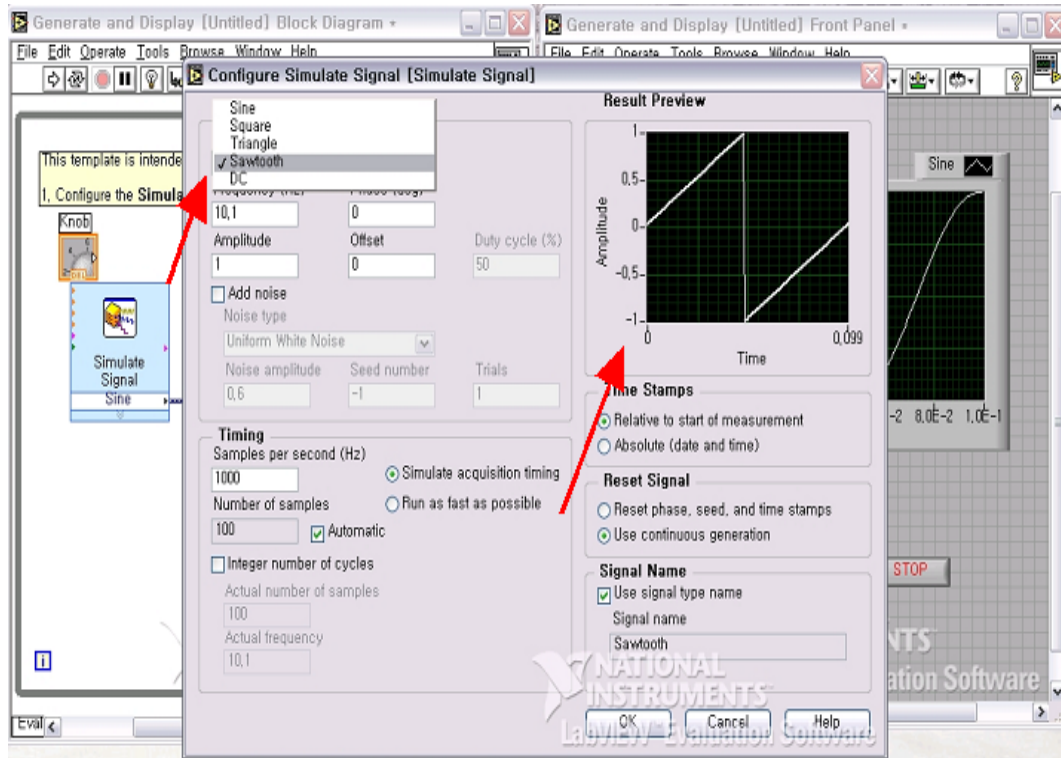 Generate and Display [Untitled] Block Diagram *
Generate and Display [Untitled] Front Panel *
File Edit Operate Tools Browse Window Help
File Edit Operate Tools Browse Window Help
This template is intende
1. Configure the Simula
Knob
DBL
Simulate
Signal
Sine
i
Eval
Configure Simulate Signal [Simulate Signal]
Sine
Square
Triangle
Sawtooth
DC
Frequency (Hz)
Phase (deg)
10,1
0
Amplitude
Offset
Duty cycle (%)
1
0
50
Add noise
Noise type
Uniform White Noise
Noise amplitude
Seed number
Trials
0,6
-1
1
Timing
Samples per second (Hz)
1000
Simulate acquisition timing
Number of samples
Run as fast as possible
100
Automatic
Integer number of cycles
Actual number of samples
100
Actual frequency
10,1
Result Preview
Amplitude
1
0,5
0
-0,5
-1
0
0,099
Time
Time Stamps
Relative to start of measurement
Absolute (date and time)
Reset Signal
Reset phase, seed, and time stamps
Use continuous generation
Signal Name
Use signal type name
Signal name
Sawtooth
OK
Cancel
Help
NATIONAL
INSTRUMENTS
LabVIEW Evaluation Software
Sine
-2 8,0E-2 1,0E-1
STOP
NTS
ation Software